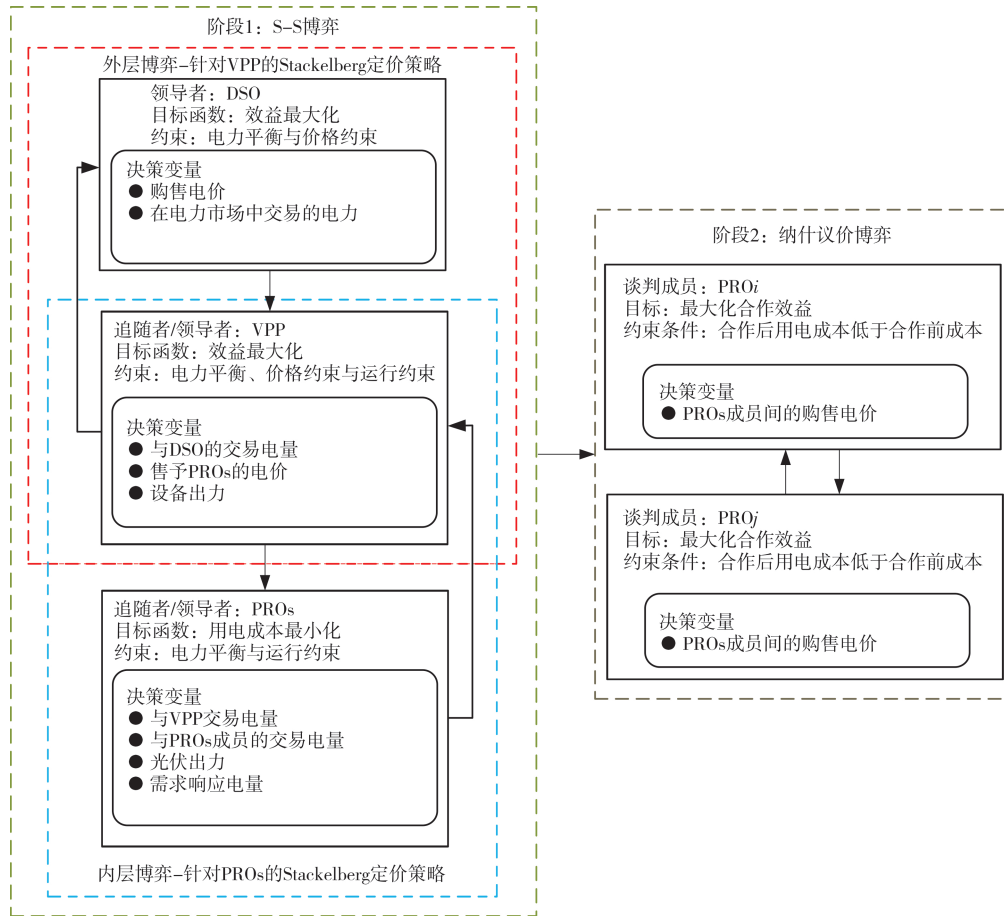 阶段1：S-S博弈
外层博弈-针对VPP的Stackelberg定价策略
领导者：DSO
目标函数：效益最大化
约束：电力平衡与价格约束
决策变量
● 购售电价
● 在电力市场中交易的电力
追随者/领导者：VPP
目标函数：效益最大化
约束：电力平衡、价格约束与运行约束
决策变量
● 与DSO的交易电量
● 售予PROs的电价
● 设备出力
追随者/领导者：PROs
目标函数：用电成本最小化
约束：电力平衡与运行约束
决策变量
● 与VPP交易电量
● 与PROs成员的交易电量
● 光伏出力
● 需求响应电量
内层博弈-针对PROs的Stackelberg定价策略
阶段2：纳什议价博弈
谈判成员：PROi
目标：最大化合作效益
约束条件：合作后用电成本低于合作前成本
决策变量
● PROs成员间的购售电价
谈判成员：PROj
目标：最大化合作效益
约束条件：合作后用电成本低于合作前成本
决策变量
● PROs成员间的购售电价